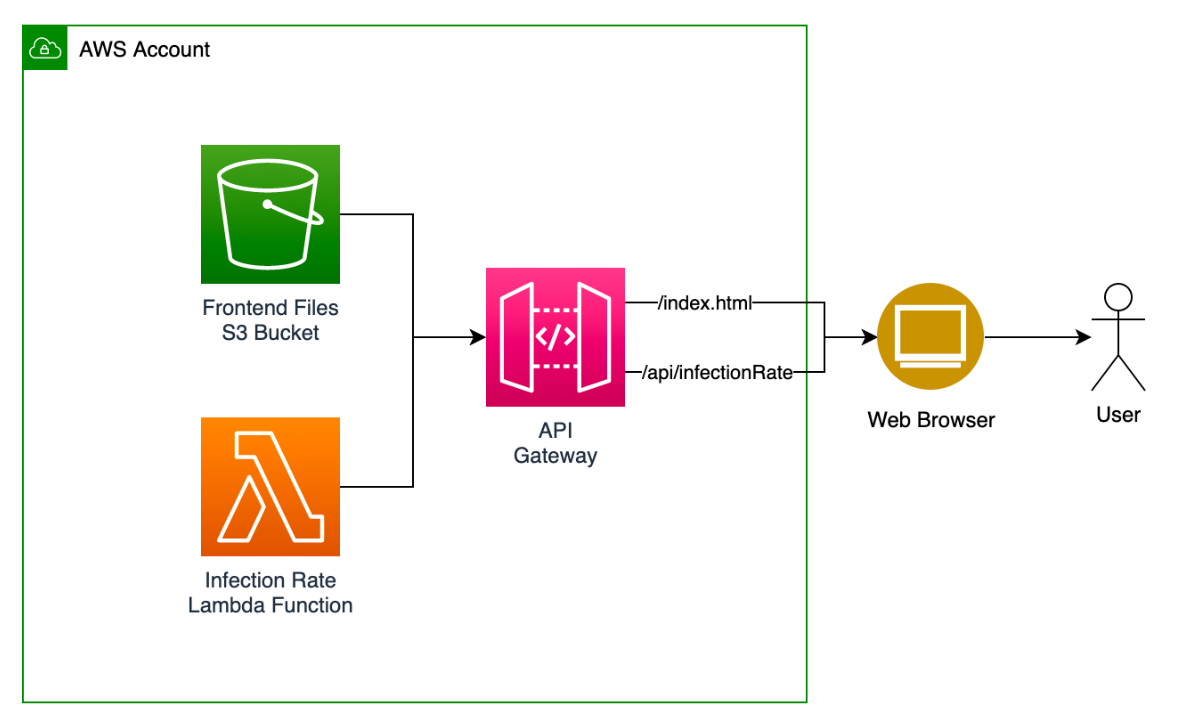 AWS Account
Frontend Files
S3 Bucket
/index.html
/api/infectionRate
API
Gateway
Web Browser
User
Infection Rate
Lambda Function